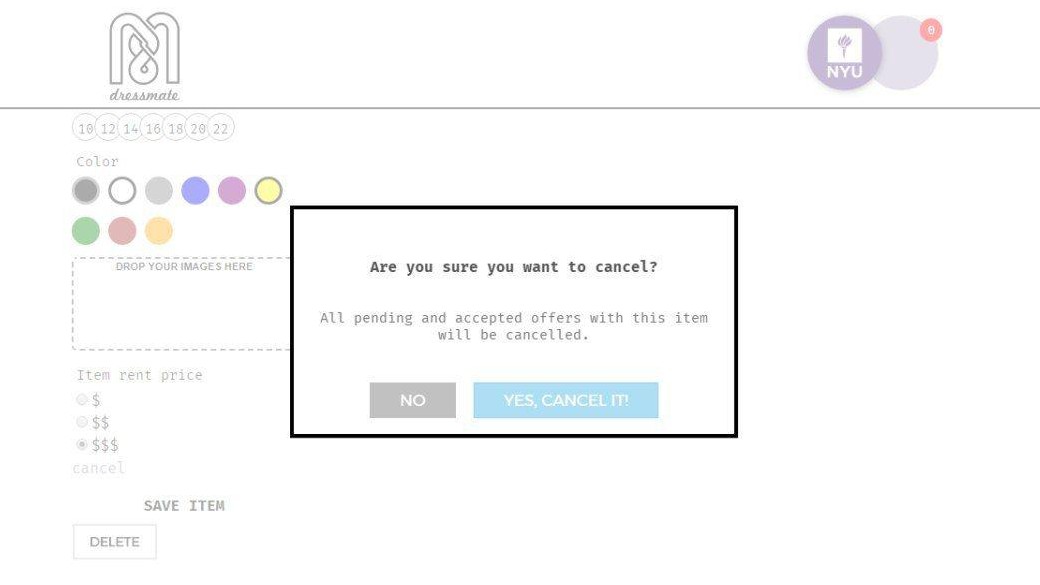 dressmate
NYU
0
10 12 14 16 18 20 22
Color
DROP YOUR IMAGES HERE
Are you sure you want to cancel?
All pending and accepted offers with this item
will be cancelled.
NO
YES, CANCEL IT!
Item rent price
$
$$
$$$
cancel
SAVE ITEM
DELETE